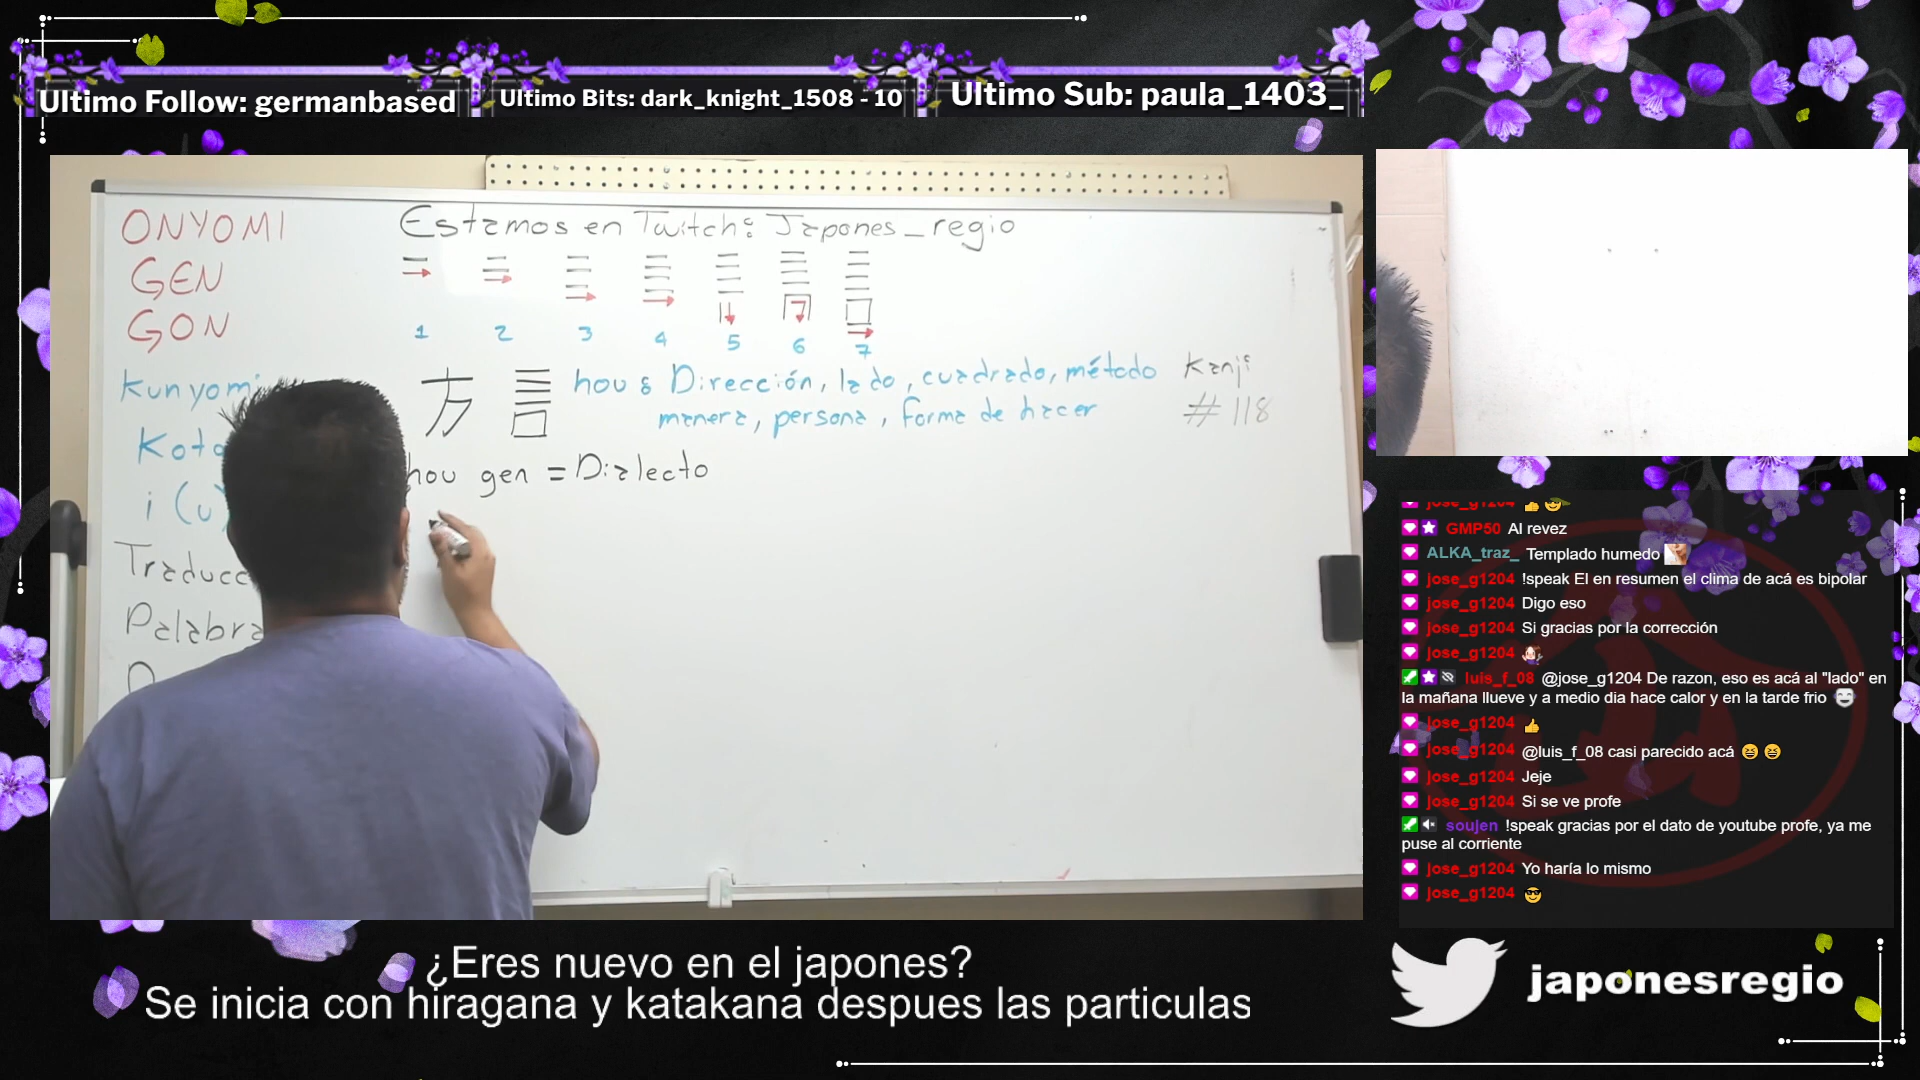 Ultimo Follow: germanbased
Ultimo Bits: dark_knight_1508 - 10
Ultimo Sub: paula_1403_
ONYOMI
GEN
GON
Kunyomi
Koto
i (u)
Traducc
Palabra
Estamos en Twitch: Japones_regio
1 2 3 4 5 6 7
方言 hou: Dirección, lado, cuadrado, método
manera, persona, forma de hacer
Kanji
#118
hou gen = Dialecto
jose_g1204 👍 😎
GMP50 Al revez
ALKA_traz_ Templado humedo
jose_g1204 !speak El en resumen el clima de acá es bipolar
jose_g1204 Digo eso
jose_g1204 Si gracias por la corrección
jose_g1204
luis_f_08 @jose_g1204 De razon, eso es acá al "lado" en
la mañana llueve y a medio dia hace calor y en la tarde frio
jose_g1204 👍
jose_g1204 @luis_f_08 casi parecido acá 😆 😆
jose_g1204 Jeje
jose_g1204 Si se ve profe
soujen !speak gracias por el dato de youtube profe, ya me
puse al corriente
jose_g1204 Yo haría lo mismo
jose_g1204 😎
¿Eres nuevo en el japones?
Se inicia con hiragana y katakana despues las particulas
japonesregio